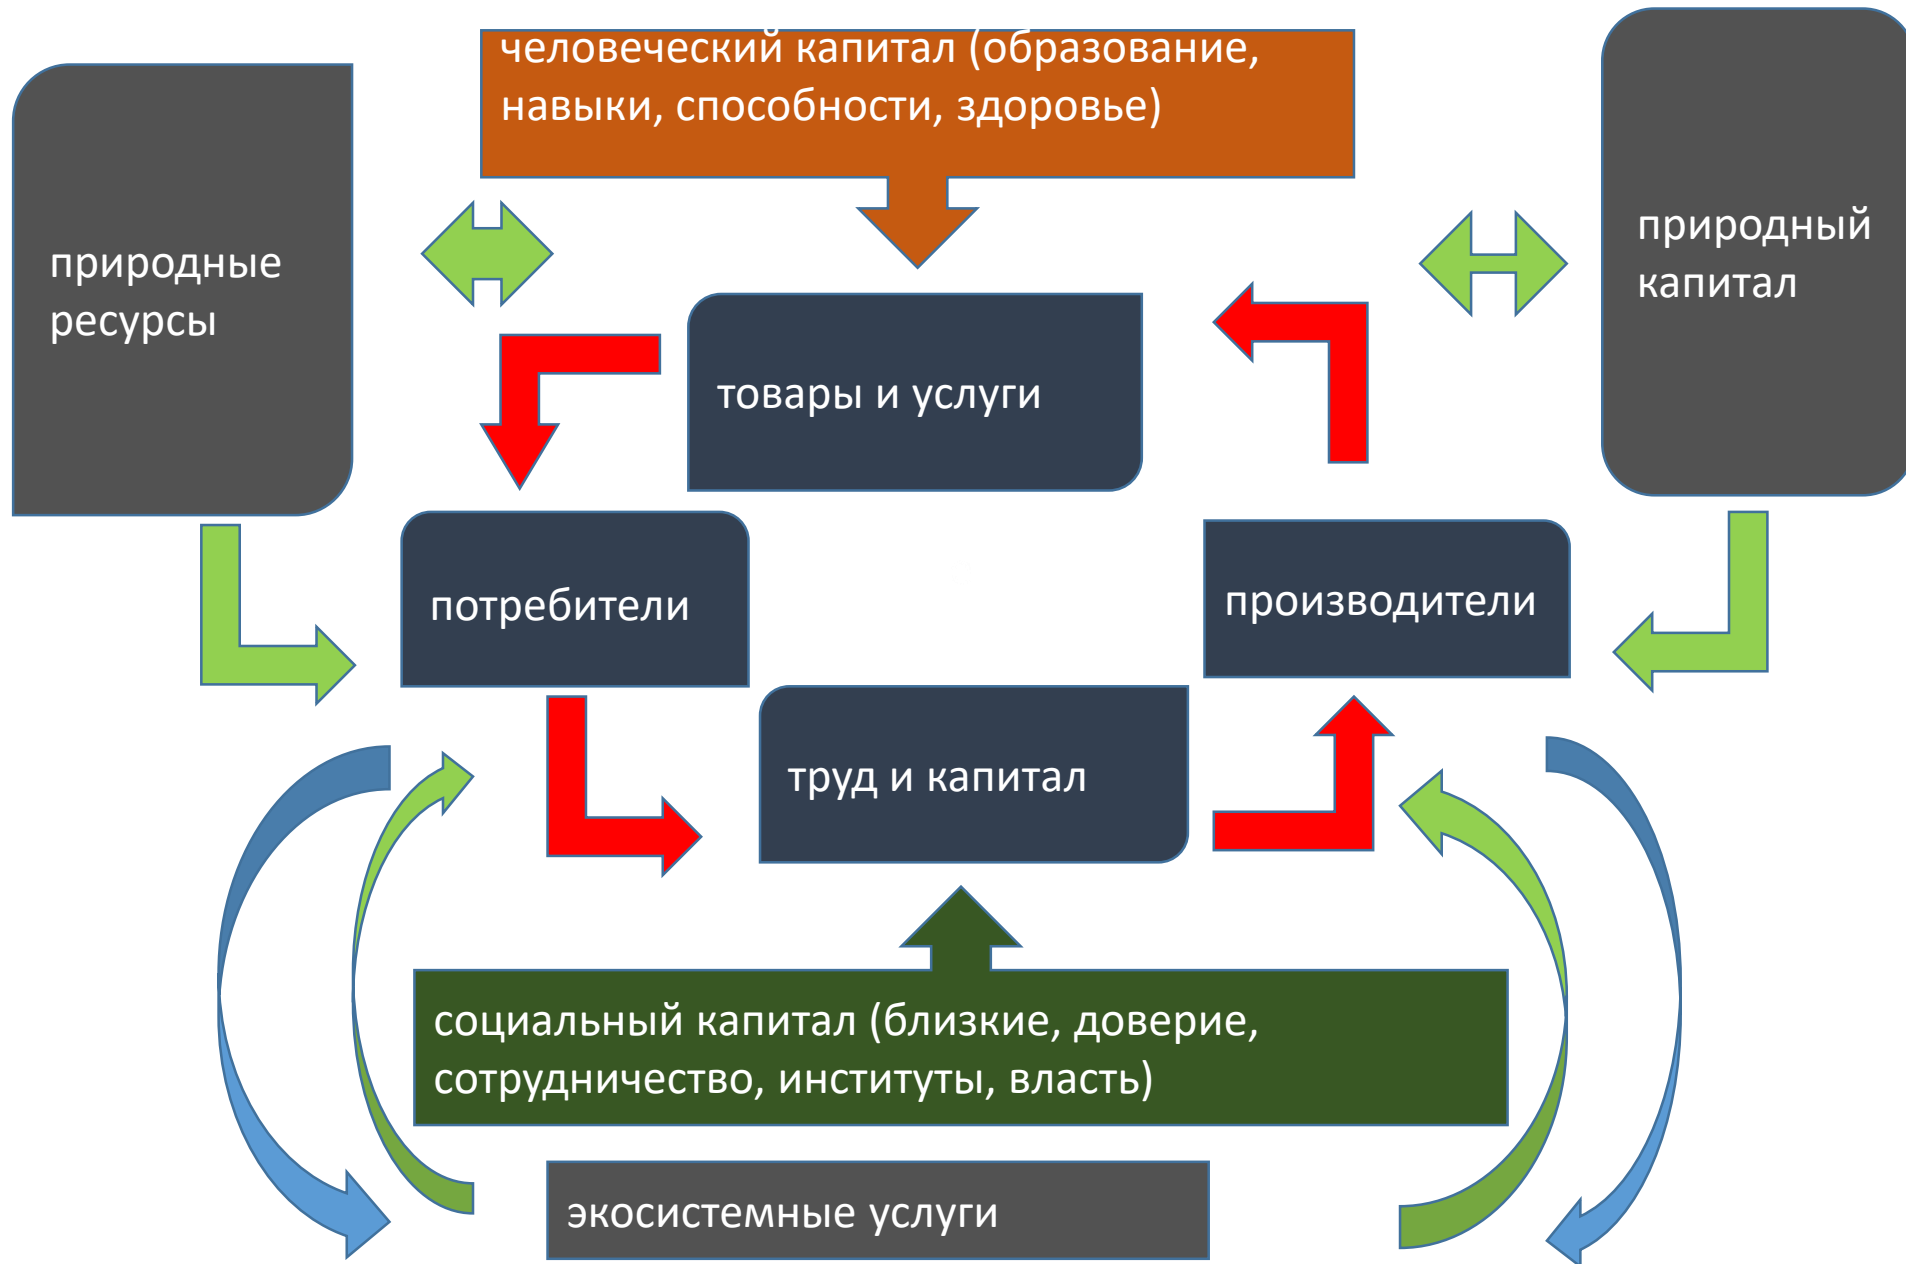 человеческий капитал (образование,
навыки, способности, здоровье)
природные
ресурсы
природный
капитал
товары и услуги
потребители
производители
труд и капитал
социальный капитал (близкие, доверие,
сотрудничество, институты, власть)
экосистемные услуги